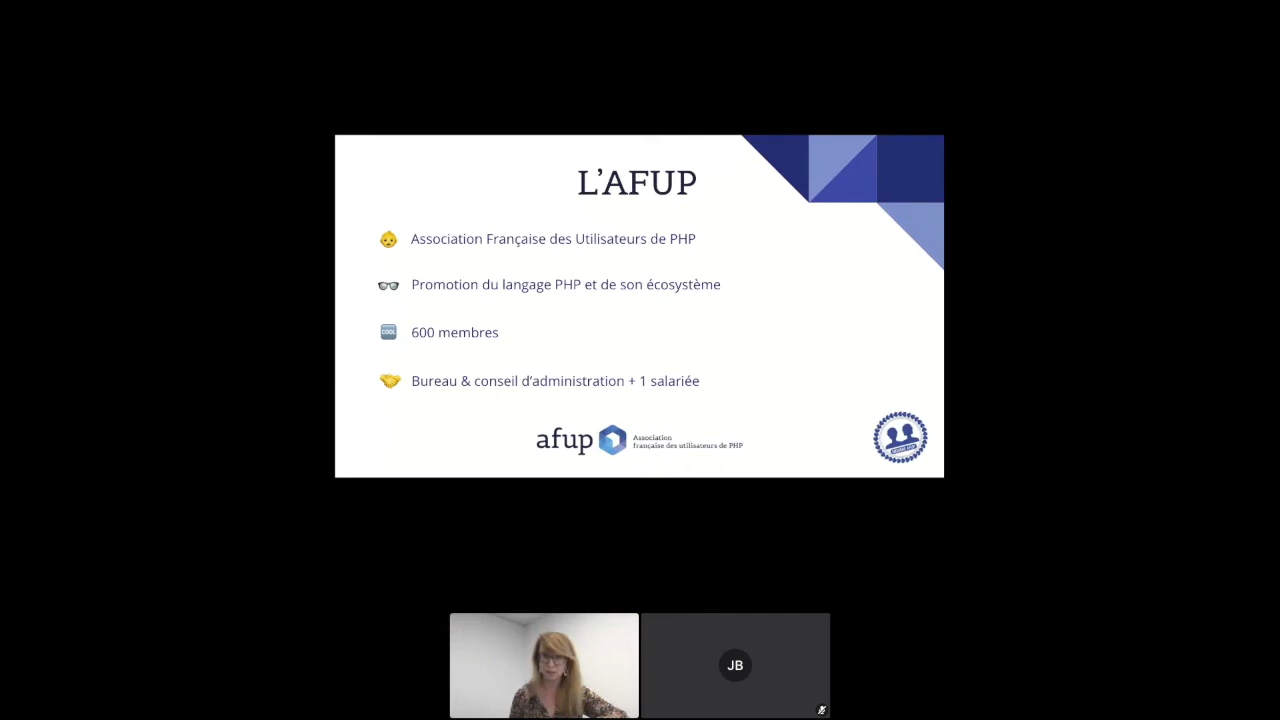 L’AFUP
Association Française des Utilisateurs de PHP
Promotion du langage PHP et de son écosystème
COOL
600 membres
Bureau & conseil d’administration + 1 salariée
afup
Association
française des utilisateurs de PHP
JB